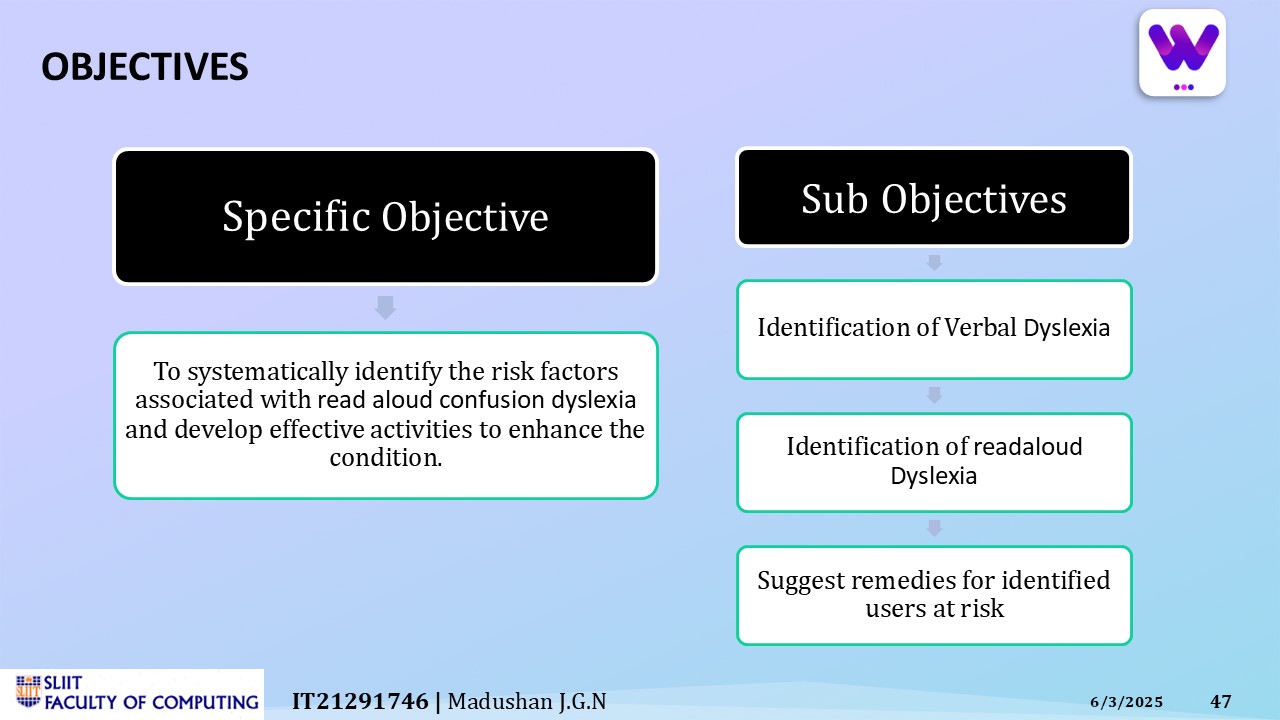 OBJECTIVES
Specific Objective
To systematically identify the risk factors
associated with read aloud confusion dyslexia
and develop effective activities to enhance the
condition.
Sub Objectives
Identification of Verbal Dyslexia
Identification of readaloud
Dyslexia
Suggest remedies for identified
users at risk
SLIIT
FACULTY OF COMPUTING
IT21291746 | Madushan J.G.N
6/3/2025
47